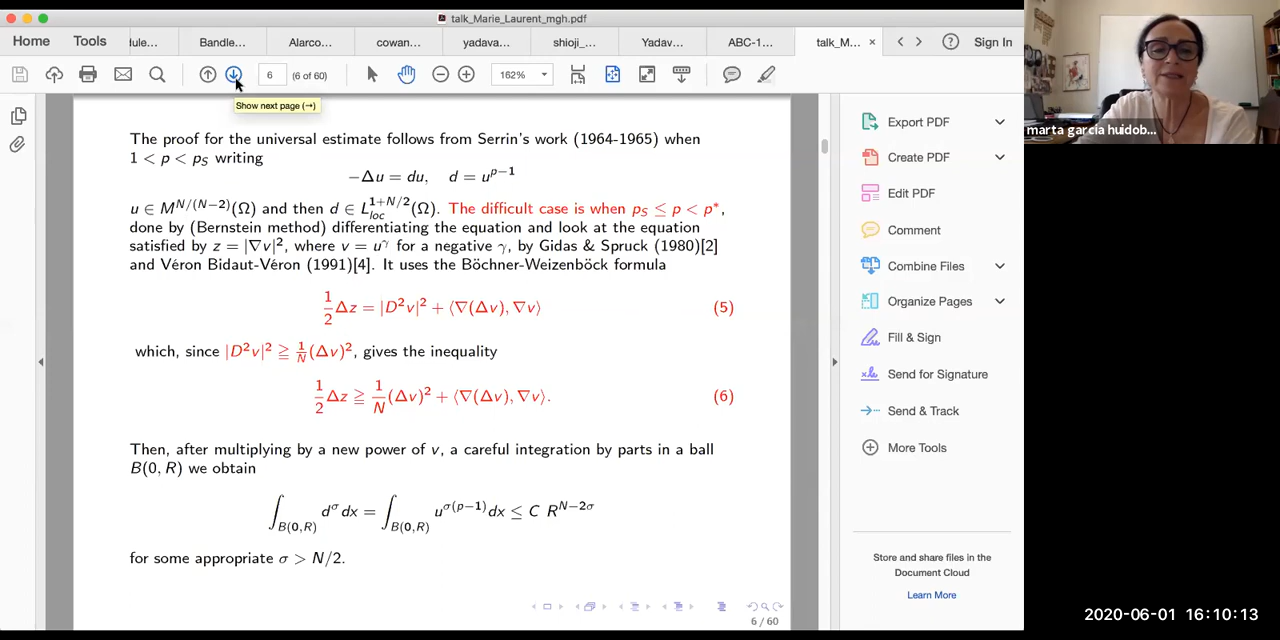 talk_Marie_Laurent_mgh.pdf
Home Tools dule... Bandle... Alarco... cowan... yadava... shioji_... Yadav... ABC-1... talk_M... × Sign In
6 (6 of 60) 162%
Show next page (→)
The proof for the universal estimate follows from Serrin's work (1964-1965) when
1 < p < p_S writing
−Δu = du, d = u^{p−1}
u ∈ M^{N/(N−2)}(Ω) and then d ∈ L_{loc}^{1+N/2}(Ω). The difficult case is when p_S ≤ p < p*,
done by (Bernstein method) differentiating the equation and look at the equation
satisfied by z = |∇v|², where v = u^γ for a negative γ, by Gidas & Spruck (1980)[2]
and Véron Bidaut-Véron (1991)[4]. It uses the Böchner-Weizenböck formula
1/2 Δz = |D²v|² + ⟨∇(Δv), ∇v⟩ (5)
which, since |D²v|² ≧ 1/N (Δv)², gives the inequality
1/2 Δz ≧ 1/N (Δv)² + ⟨∇(Δv), ∇v⟩. (6)
Then, after multiplying by a new power of v, a careful integration by parts in a ball
B(0, R) we obtain
∫_{B(0,R)} d^σ dx = ∫_{B(0,R)} u^{σ(p−1)} dx ≤ C R^{N−2σ}
for some appropriate σ > N/2.
6 / 60
Export PDF
Create PDF
Edit PDF
Comment
Combine Files
Organize Pages
Fill & Sign
Send for Signature
Send & Track
More Tools
Store and share files in the
Document Cloud
Learn More
marta garcia huidob...
2020-06-01 16:10:13